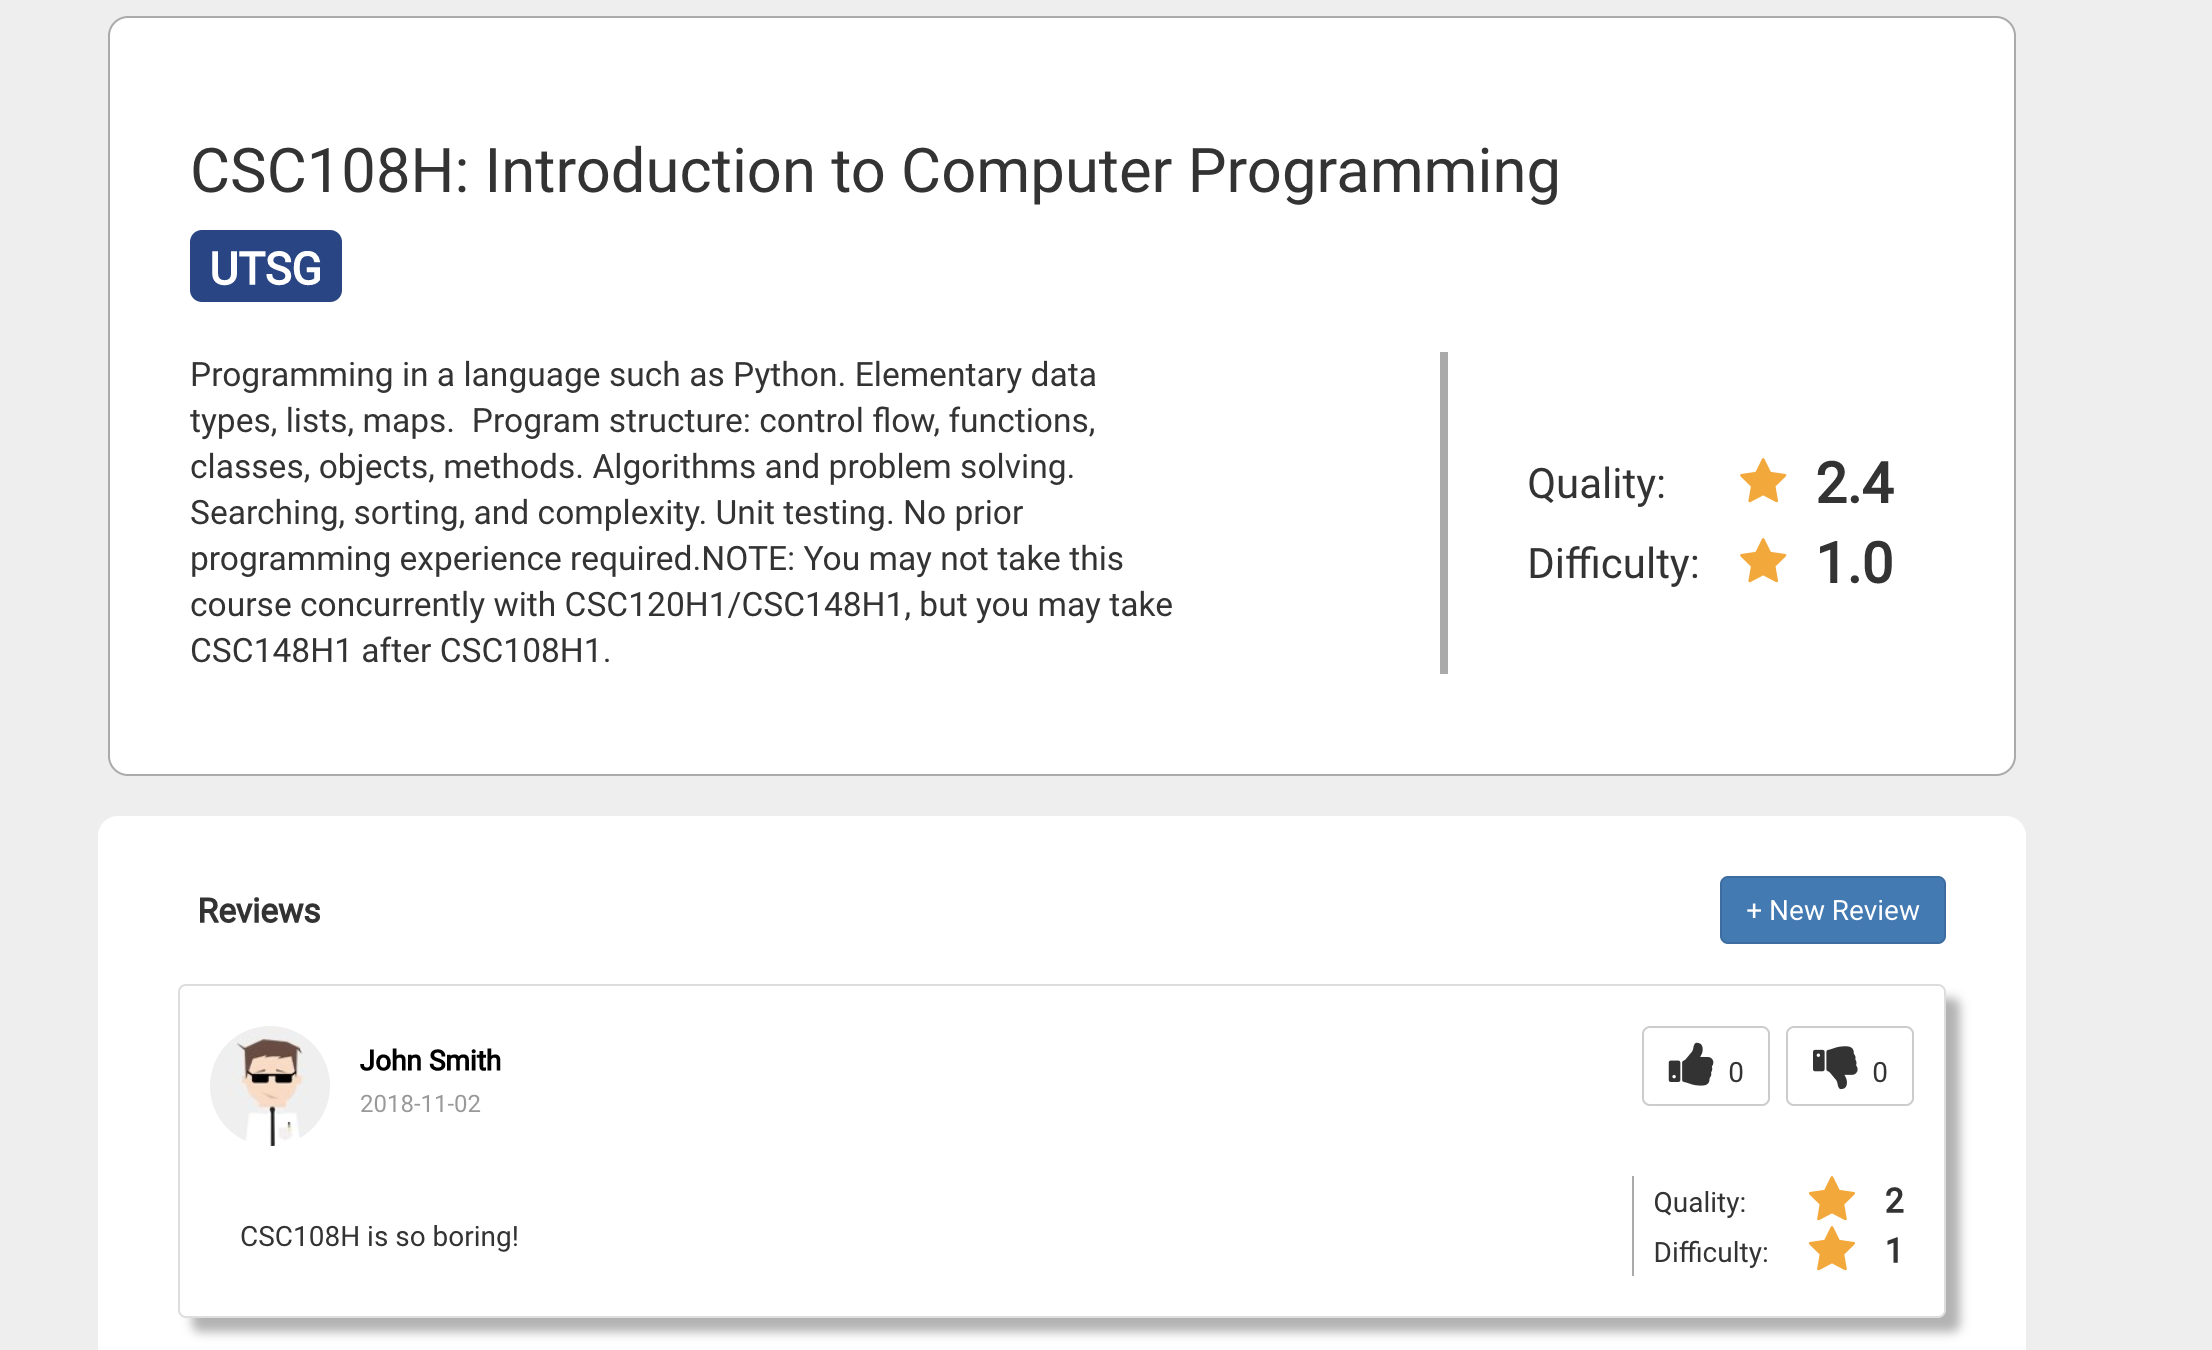 CSC108H: Introduction to Computer Programming
UTSG
Programming in a language such as Python. Elementary data
types, lists, maps.  Program structure: control flow, functions,
classes, objects, methods. Algorithms and problem solving.
Searching, sorting, and complexity. Unit testing. No prior
programming experience required.NOTE: You may not take this
course concurrently with CSC120H1/CSC148H1, but you may take
CSC148H1 after CSC108H1.
Quality: 2.4
Difficulty: 1.0
Reviews
+ New Review
John Smith
2018-11-02
0
0
CSC108H is so boring!
Quality: 2
Difficulty: 1